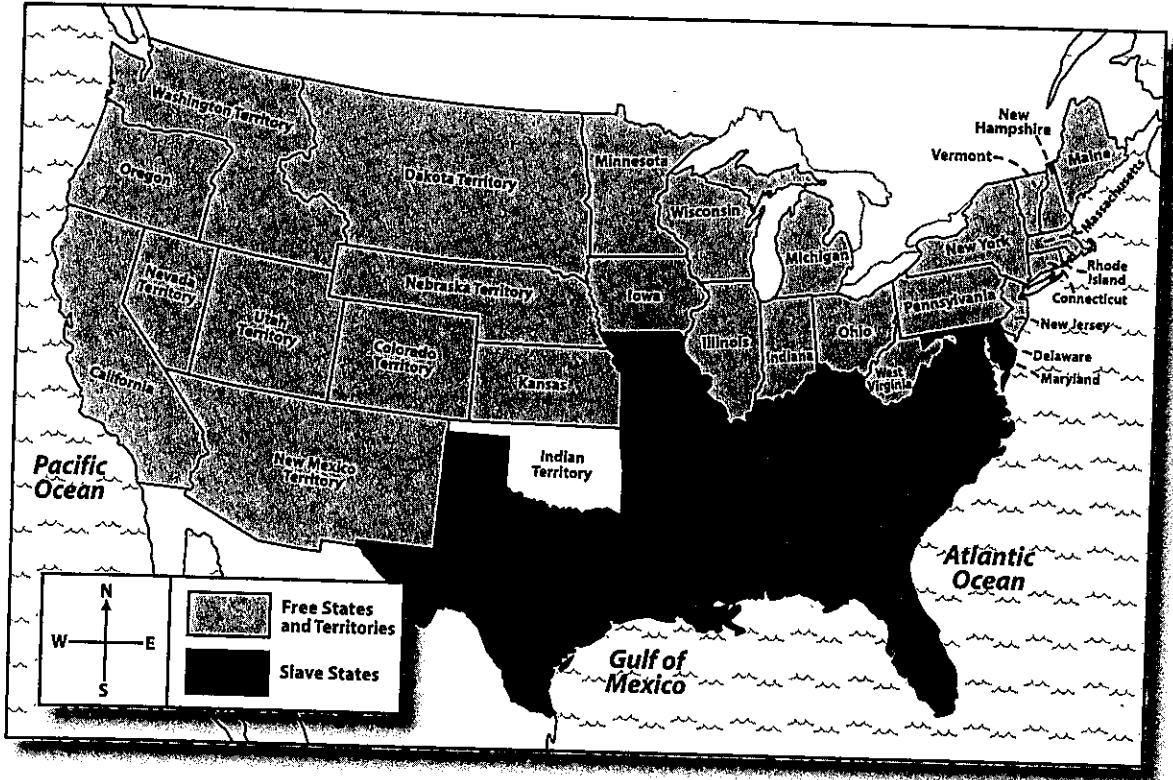 New
Hampshire
Vermont
Maine
Massachusetts
Washington Territory
Oregon
Dakota Territory
Minnesota
Wisconsin
Michigan
New York
Rhode
Island
Connecticut
Nevada
Territory
Nebraska Territory
Iowa
Pennsylvania
New Jersey
Utah
Territory
Colorado
Territory
Kansas
Illinois
Indiana
Ohio
West
Virginia
Delaware
Maryland
California
New Mexico
Territory
Indian
Territory
Pacific
Ocean
Atlantic
Ocean
Gulf of
Mexico
N
W
E
S
Free States
and Territories
Slave States